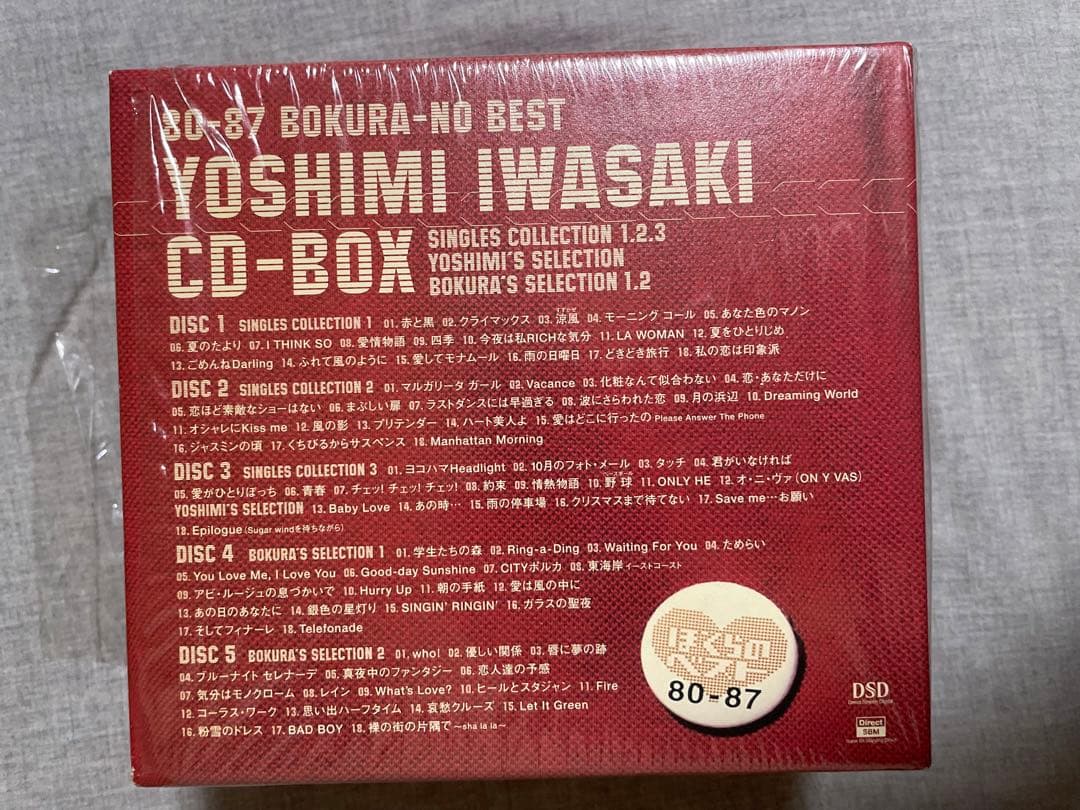 80-87 BOKURA-NO BEST
YOSHIMI IWASAKI
CD-BOX
SINGLES COLLECTION 1.2.3
YOSHIMI'S SELECTION
BOKURA'S SELECTION 1.2
DISC 1 SINGLES COLLECTION 1 01. 赤と黒 02. クライマックス 03. 涼風 04. モーニング コール 05. あなた色のマノン
06. 夏のたより 07. I THINK SO 08. 愛情物語 09. 四季 10. 今夜は私RICHな気分 11. LA WOMAN 12. 夏をひとりじめ
13. ごめんねDarling 14. ふれて風のように 15. 愛してモナムール 16. 雨の日曜日 17. どきどき旅行 18. 私の恋は印象派
DISC 2 SINGLES COLLECTION 2 01. マルガリータ ガール 02. Vacance 03. 化粧なんて似合わない 04. 恋・あなただけに
05. 恋ほど素敵なショーはない 06. まぶしい扉 07. ラストダンスには早過ぎる 08. 波にさらわれた恋 09. 月の浜辺 10. Dreaming World
11. オシャレにKiss me 12. 風の影 13. プリテンダー 14. ハート美人よ 15. 愛はどこに行ったの Please Answer The Phone
16. ジャスミンの頃 17. くちびるからサスペンス 18. Manhattan Morning
DISC 3 SINGLES COLLECTION 3 01. ヨコハマHeadlight 02. 10月のフォト・メール 03. タッチ 04. 君がいなければ
05. 愛がひとりぼっち 06. 青春 07. チェッ! チェッ! チェッ! 08. 約束 09. 情熱物語 10. 野球 11. ONLY HE 12. オ・ニ・ヴァ (ON Y VAS)
YOSHIMI'S SELECTION 13. Baby Love 14. あの時… 15. 雨の停車場 16. クリスマスまで待てない 17. Save me…お願い
18. Epilogue (Sugar windを待ちながら)
DISC 4 BOKURA'S SELECTION 1 01. 学生たちの森 02. Ring-a-Ding 03. Waiting For You 04. ためらい
05. You Love Me, I Love You 06. Good-day Sunshine 07. CITYポルカ 08. 東海岸 イーストコースト
09. アビ・ルージュの息づかいで 10. Hurry Up 11. 朝の手紙 12. 愛は風の中に
13. あの日のあなたに 14. 銀色の星灯り 15. SINGIN' RINGIN' 16. ガラスの聖夜
17. そしてフィナーレ 18. Telefonade
DISC 5 BOKURA'S SELECTION 2 01. who! 02. 優しい関係 03. 唇に夢の跡
04. ブルーナイト セレナーデ 05. 真夜中のファンタジー 06. 恋人達の予感
07. 気分はモノクローム 08. レイン 09. What's Love? 10. ヒールとスタジャン 11. Fire
12. コーラス・ワーク 13. 思い出ハーフタイム 14. 哀愁クルーズ 15. Let It Green
16. 粉雪のドレス 17. BAD BOY 18. 裸の街の片隅で 〜sha la la〜
ぼくらの
ベスト
80-87
DSD
Direct Stream Digital
Direct
SBM